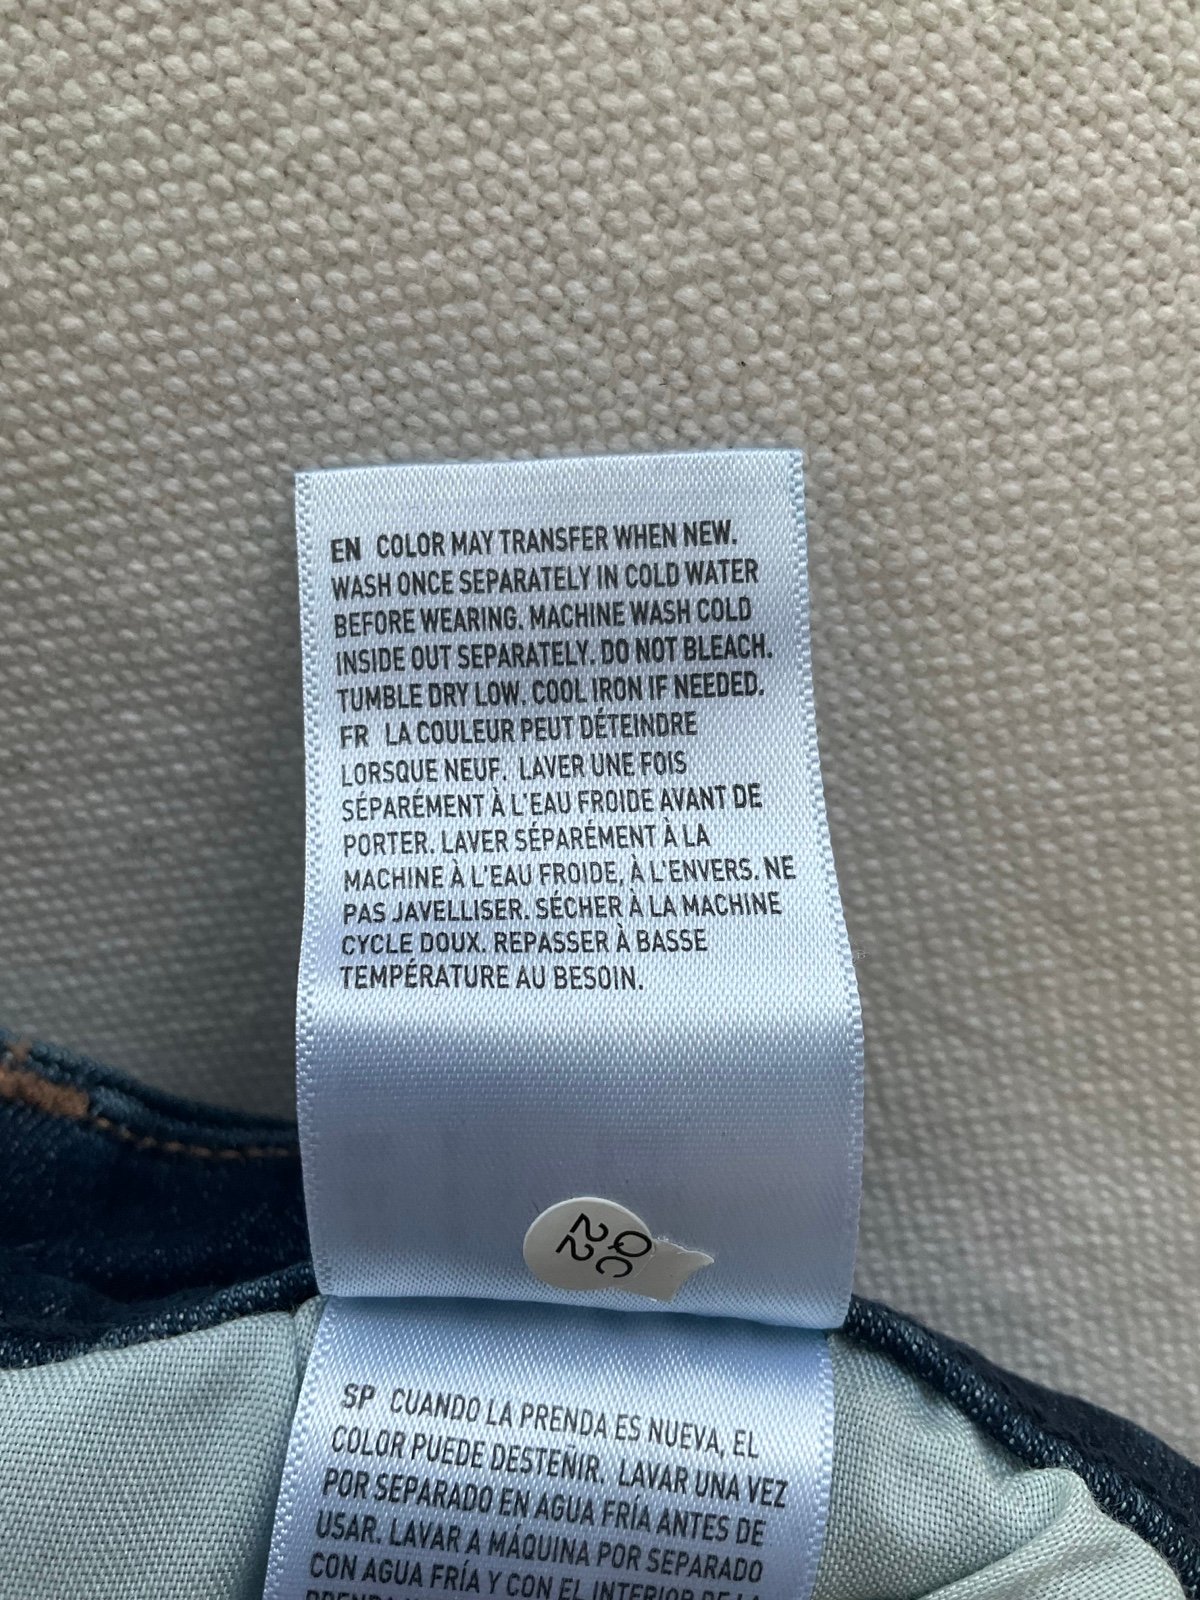 EN COLOR MAY TRANSFER WHEN NEW.
WASH ONCE SEPARATELY IN COLD WATER
BEFORE WEARING. MACHINE WASH COLD
INSIDE OUT SEPARATELY. DO NOT BLEACH.
TUMBLE DRY LOW. COOL IRON IF NEEDED.
FR LA COULEUR PEUT DÉTEINDRE
LORSQUE NEUF. LAVER UNE FOIS
SÉPARÉMENT À L'EAU FROIDE AVANT DE
PORTER. LAVER SÉPARÉMENT À LA
MACHINE À L'EAU FROIDE, À L'ENVERS. NE
PAS JAVELLISER. SÉCHER À LA MACHINE
CYCLE DOUX. REPASSER À BASSE
TEMPÉRATURE AU BESOIN.
QC
22
SP CUANDO LA PRENDA ES NUEVA, EL
COLOR PUEDE DESTEÑIR. LAVAR UNA VEZ
POR SEPARADO EN AGUA FRÍA ANTES DE
USAR. LAVAR A MÁQUINA POR SEPARADO
CON AGUA FRÍA Y CON EL INTERIOR DE LA